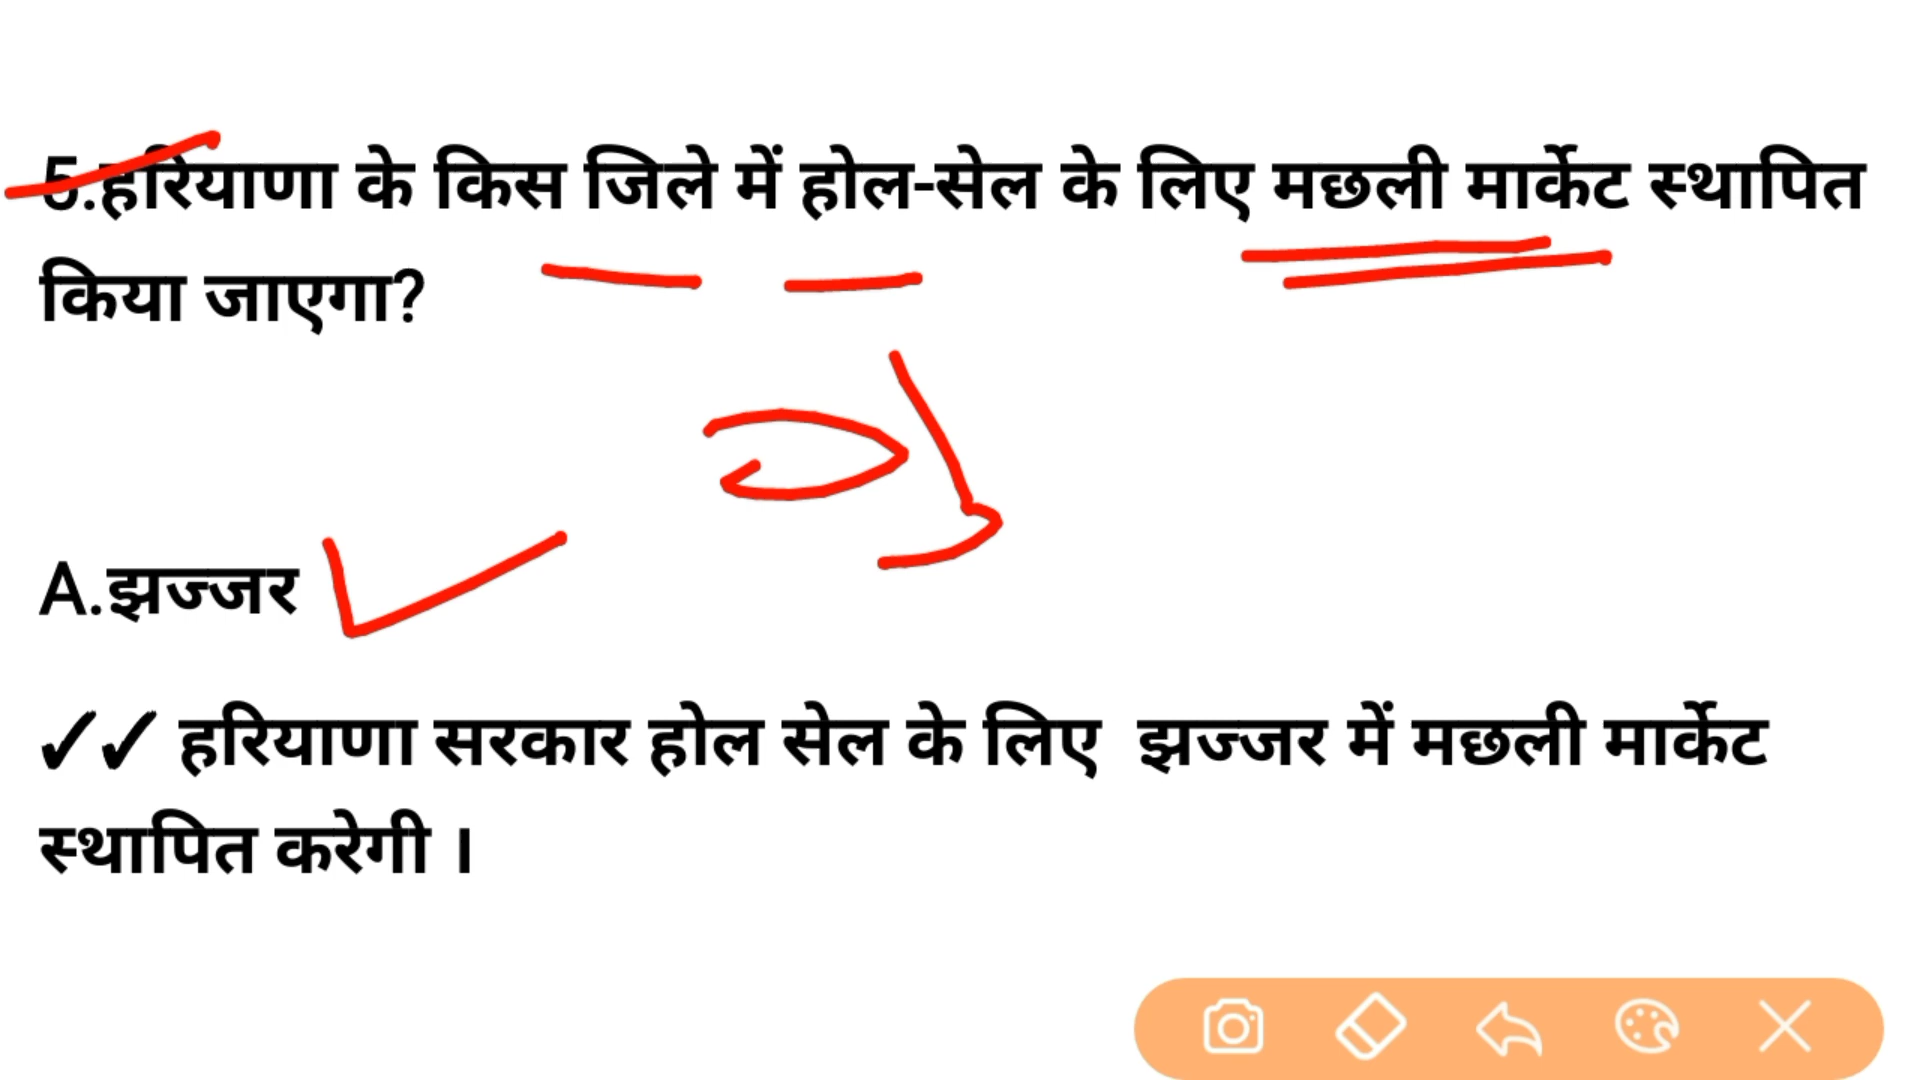 5.हरियाणा के किस जिले में होल-सेल के लिए मछली मार्केट स्थापित
किया जाएगा?
A.झज्जर
✓✓ हरियाणा सरकार होल सेल के लिए झज्जर में मछली मार्केट
स्थापित करेगी ।